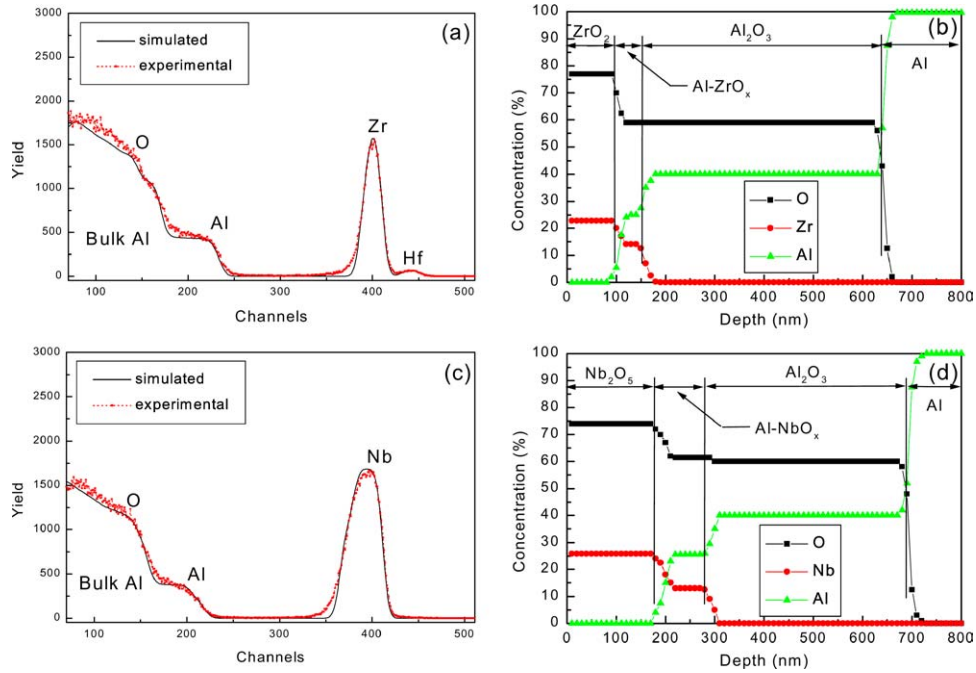 (a)
simulated
experimental
O
Zr
Al
Bulk Al
Hf
Yield
3000
2500
2000
1500
1000
500
0
100 200 300 400 500
Channels
(b)
ZrO₂
Al₂O₃
Al
Al-ZrOₓ
O
Zr
Al
Concentration (%)
100
90
80
70
60
50
40
30
20
10
0
0 100 200 300 400 500 600 700 800
Depth (nm)
(c)
simulated
experimental
Nb
O
Al
Bulk Al
Yield
3000
2500
2000
1500
1000
500
0
100 200 300 400 500
Channels
(d)
Nb₂O₅
Al₂O₃
Al
Al-NbOₓ
O
Nb
Al
Concentration (%)
100
90
80
70
60
50
40
30
20
10
0
0 100 200 300 400 500 600 700 800
Depth (nm)